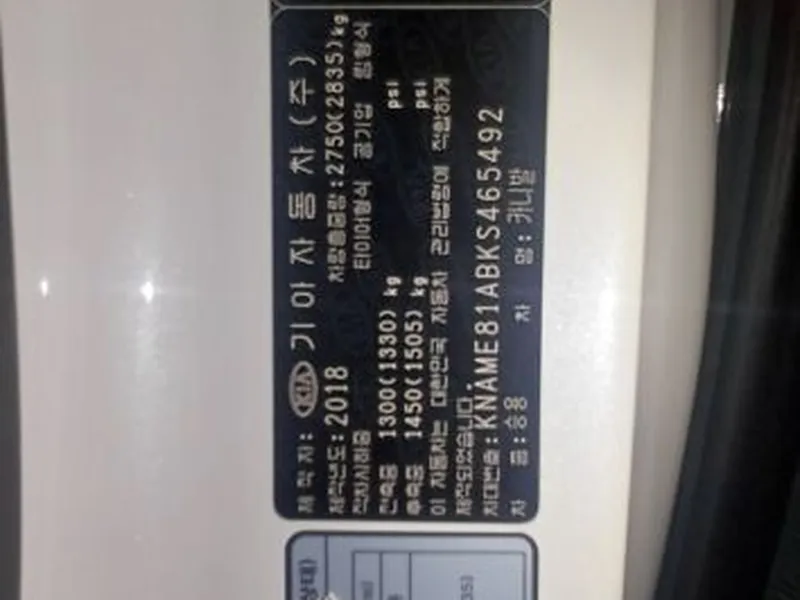 제작자: KIA 기아자동차(주)
제작년도:2018 차량총중량:2750(2835)kg
적차시하중 타이어형식 공기압 림형식
전축중 1300(1330) kg psi
후축중 1450(1505) kg psi
이 자동차는 대한민국 자동차 관리법령에 적합하게
제작되었습니다.
차대번호:KNAME81ABKS465492
차 종:승용 차 명:카니발